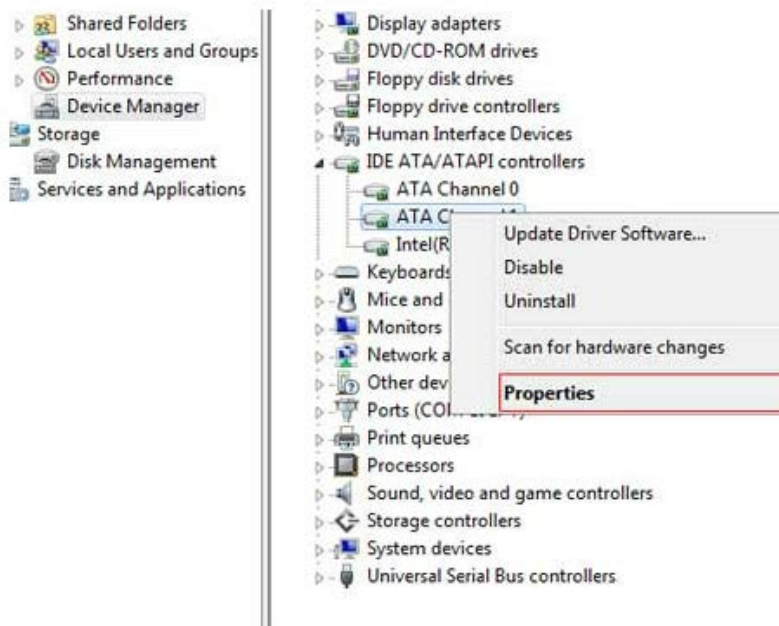 Shared Folders
Local Users and Groups
Performance
Device Manager
Storage
Disk Management
Services and Applications
Display adapters
DVD/CD-ROM drives
Floppy disk drives
Floppy drive controllers
Human Interface Devices
IDE ATA/ATAPI controllers
ATA Channel 0
ATA
Intel(R
Keyboards
Mice and
Monitors
Network a
Other dev
Ports
Print queues
Processors
Sound, video and game controllers
Storage controllers
System devices
Universal Serial Bus controllers
Update Driver Software...
Disable
Uninstall
Scan for hardware changes
Properties